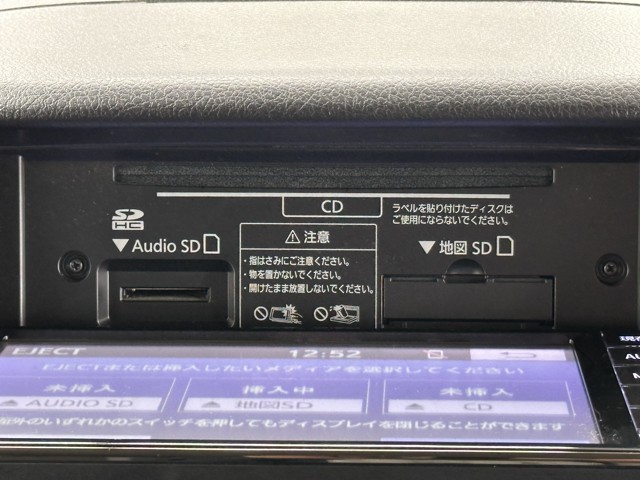 CD
ラベルを貼り付けたディスクは
ご使用にならないでください。
SD
HC
▼Audio SD
⚠注意
・指はさみにご注意ください。
・物を置かないでください。
・開けたまま放置しないでください。
▼地図 SD
EJECT
12:52
EJECTまたは挿入したいメディアを選択してください
未挿入
挿入中
未挿入
AUDIO SD
地図SD
CD
外のいずれかのスイッチを押してもディスプレイを閉じることができます